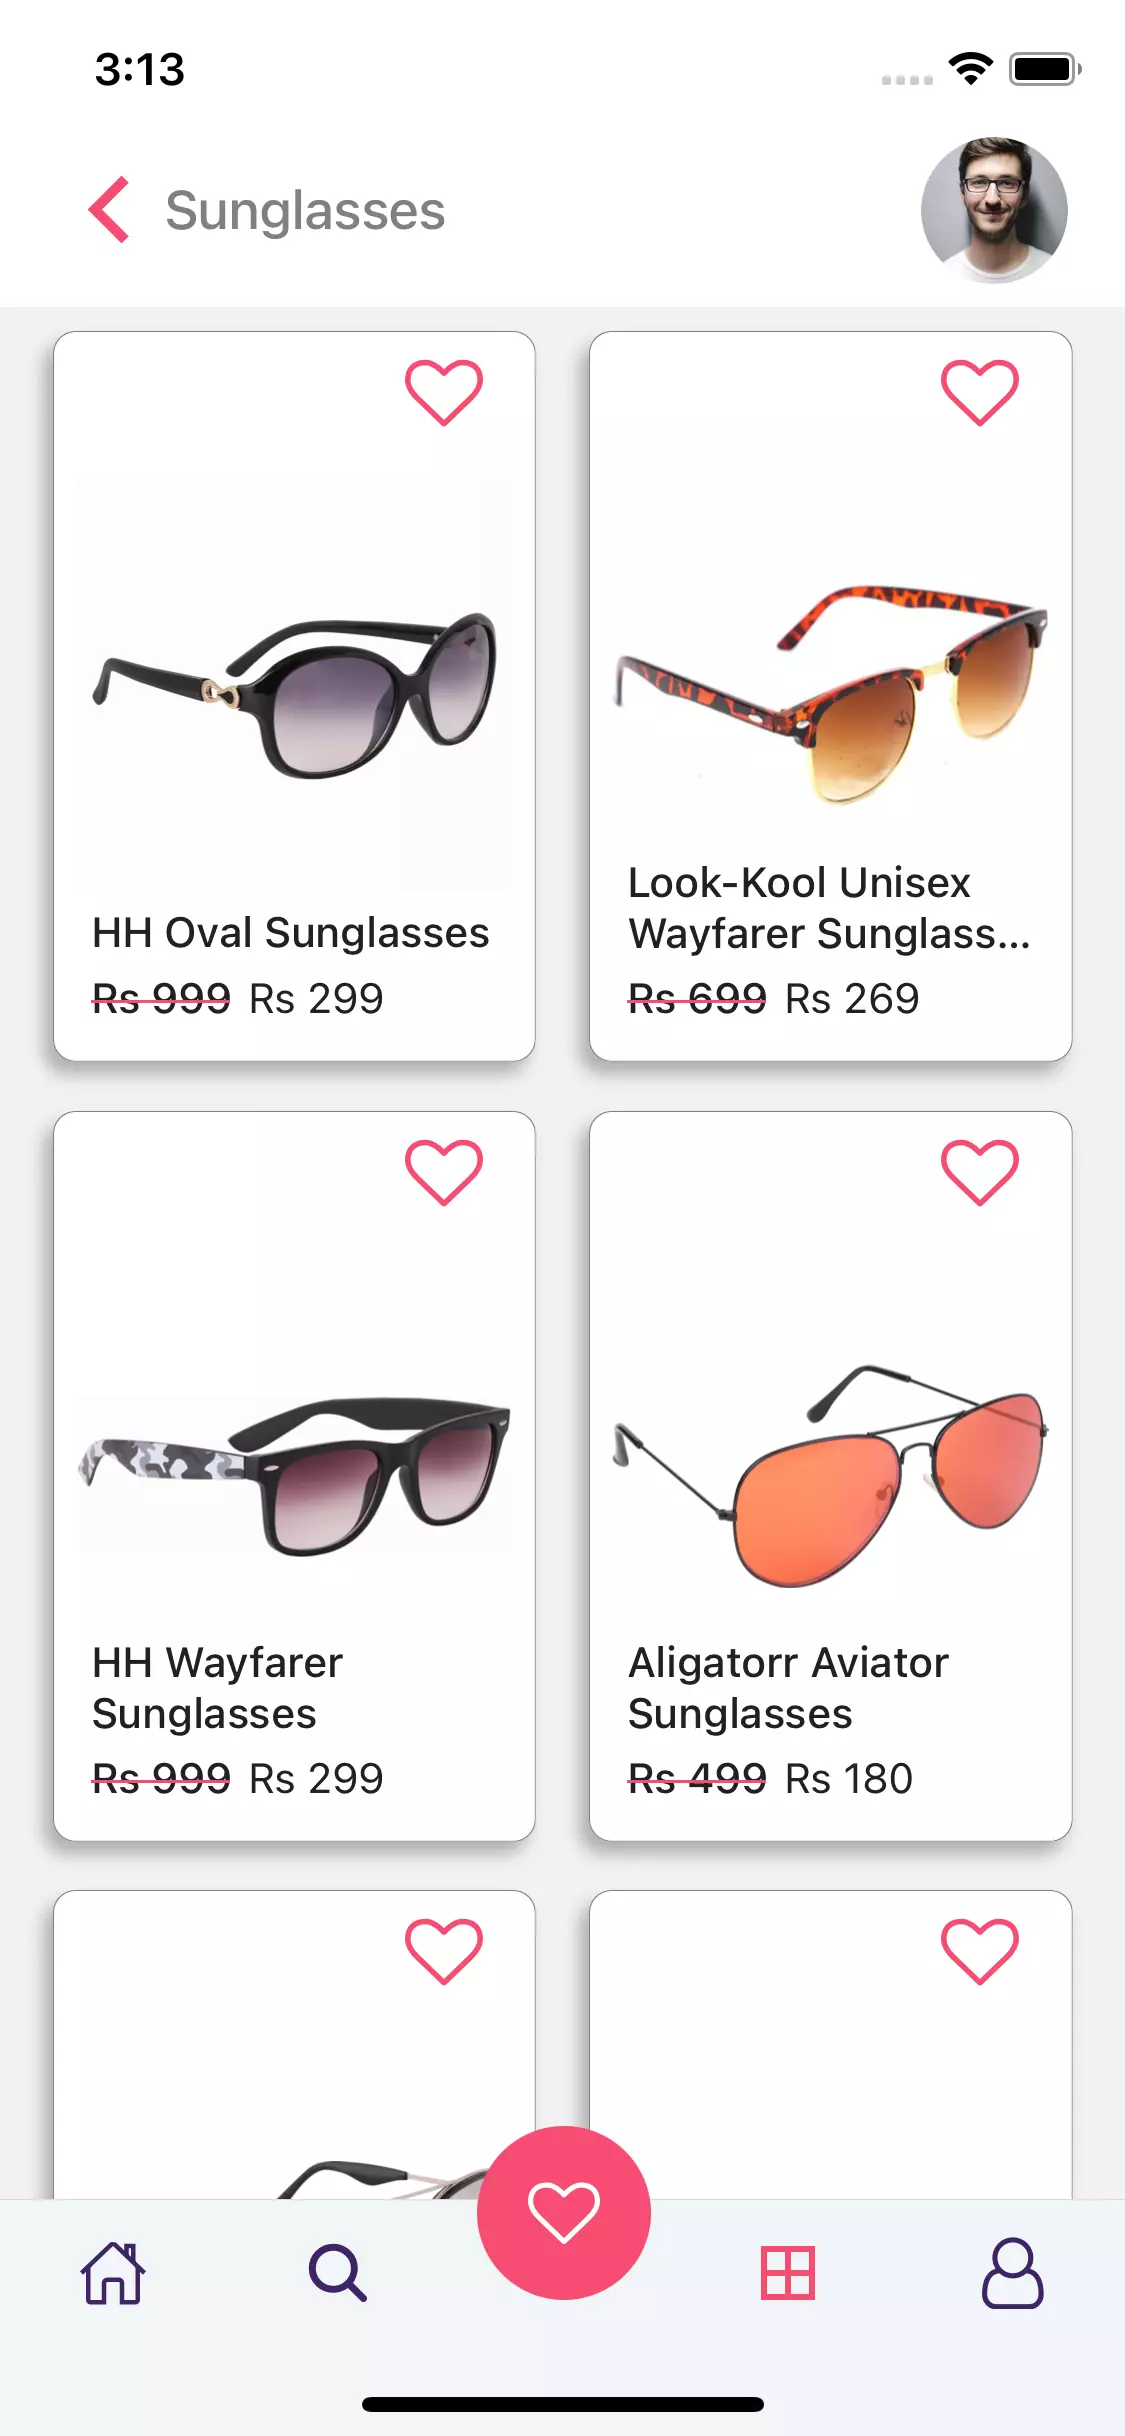 3:13
Sunglasses
HH Oval Sunglasses
Rs 999 Rs 299
Look-Kool Unisex
Wayfarer Sunglass...
Rs 699 Rs 269
HH Wayfarer
Sunglasses
Rs 999 Rs 299
Aligatorr Aviator
Sunglasses
Rs 499 Rs 180